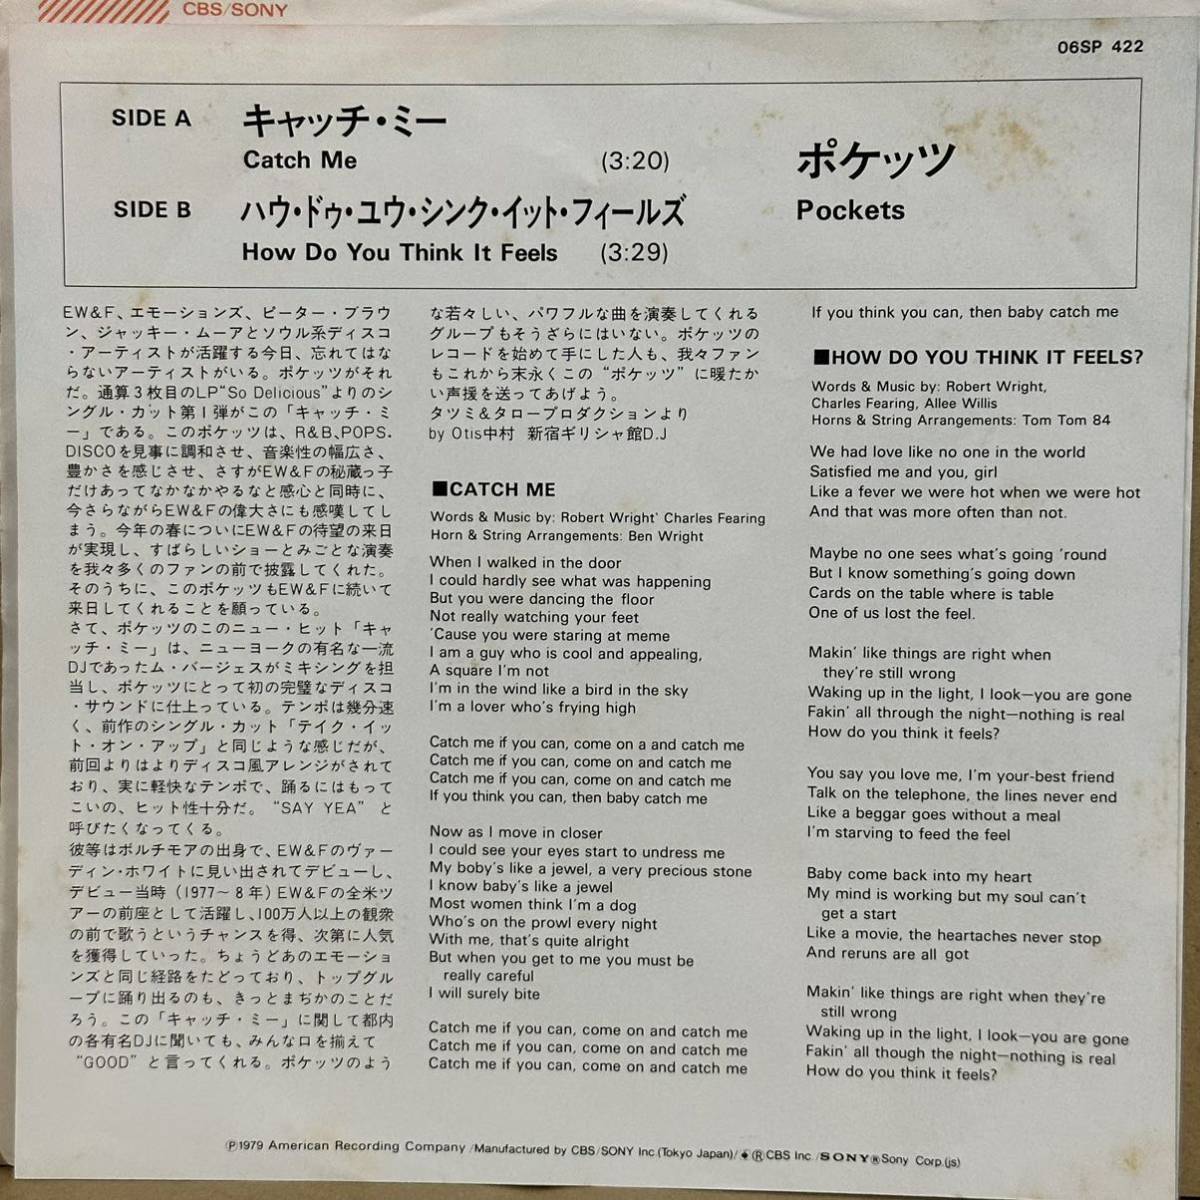 CBS/SONY
06SP 422
SIDE A
キャッチ・ミー
Catch Me (3:20)
SIDE B
ハウ・ドゥ・ユウ・シンク・イット・フィールズ
How Do You Think It Feels (3:29)
ポケッツ
Pockets
EW&F、エモーションズ、ピーター・ブラウ
ン、ジャッキー・ムーアとソウル系ディスコ
・アーティストが活躍する今日、忘れてはな
らないアーティストがいる。ポケッツがそれ
だ。通算3枚目のLP“So Delicious”よりのシ
ングル・カット第1弾がこの「キャッチ・ミ
ー」である。このポケッツは、R&B、POPS.
DISCOを見事に調和させ、音楽性の幅広さ、
豊かさを感じさせ、さすがEW&Fの秘蔵っ子
だけあってなかなかやるなと感心と同時に、
今さらながらEW&Fの偉大さにも感嘆してし
まう。今年の春についにEW&Fの待望の来日
が実現し、すばらしいショーとみごとな演奏
を我々多くのファンの前で披露してくれた。
そのうちに、このポケッツもEW&Fに続いて
来日してくれることを願っている。
さて、ポケッツのこのニュー・ヒット「キャ
ッチ・ミー」は、ニューヨークの有名な一流
DJであったム・バージェスがミキシングを担
当し、ポケッツにとって初の完璧なディスコ
・サウンドに仕上っている。テンポは幾分速
く、前作のシングル・カット「テイク・イッ
ト・オン・アップ」と同じような感じだが、
前回よりはよりディスコ風アレンジがされて
おり、実に軽快なテンポで、踊るにはもって
こいの、ヒット性十分だ。“SAY YEA”と
呼びたくなってくる。
彼等はボルチモアの出身で、EW&Fのヴァー
ディン・ホワイトに見い出されてデビューし、
デビュー当時（1977〜8年）EW&Fの全米ツ
アーの前座として活躍し、100万人以上の観衆
の前で歌うというチャンスを得、次第に人気
を獲得していった。ちょうどあのエモーショ
ンズと同じ経路をたどっており、トップグル
ープに踊り出るのも、きっとまぢかのことだ
ろう。この「キャッチ・ミー」に関して都内
の各有名DJに聞いても、みんな口を揃えて
“GOOD”と言ってくれる。ポケッツのよう
な若々しい、パワフルな曲を演奏してくれる
グループもそうざらにはいない。ポケッツの
レコードを始めて手にした人も、我々ファン
もこれから末永くこの“ポケッツ”に暖たか
い声援を送ってあげよう。
タツミ&タロープロダクションより
by Otis中村 新宿ギリシャ館D.J
■CATCH ME
Words & Music by: Robert Wright' Charles Fearing
Horn & String Arrangements: Ben Wright
When I walked in the door
I could hardly see what was happening
But you were dancing the floor
Not really watching your feet
'Cause you were staring at meme
I am a guy who is cool and appealing,
A square I'm not
I'm in the wind like a bird in the sky
I'm a lover who's frying high
Catch me if you can, come on a and catch me
Catch me if you can, come on and catch me
Catch me if you can, come on and catch me
If you think you can, then baby catch me
Now as I move in closer
I could see your eyes start to undress me
My boby's like a jewel, a very precious stone
I know baby's like a jewel
Most women think I'm a dog
Who's on the prowl every night
With me, that's quite alright
But when you get to me you must be
really careful
I will surely bite
Catch me if you can, come on and catch me
Catch me if you can, come on and catch me
Catch me if you can, come on and catch me
If you think you can, then baby catch me
■HOW DO YOU THINK IT FEELS?
Words & Music by: Robert Wright,
Charles Fearing, Allee Willis
Horns & String Arrangements: Tom Tom 84
We had love like no one in the world
Satisfied me and you, girl
Like a fever we were hot when we were hot
And that was more often than not.
Maybe no one sees what's going 'round
But I know something's going down
Cards on the table where is table
One of us lost the feel.
Makin' like things are right when
they're still wrong
Waking up in the light, I look—you are gone
Fakin' all through the night—nothing is real
How do you think it feels?
You say you love me, I'm your-best friend
Talk on the telephone, the lines never end
Like a beggar goes without a meal
I'm starving to feed the feel
Baby come back into my heart
My mind is working but my soul can't
get a start
Like a movie, the heartaches never stop
And reruns are all got
Makin' like things are right when they're
still wrong
Waking up in the light, I look—you are gone
Fakin' all though the night—nothing is real
How do you think it feels?
Ⓟ1979 American Recording Company /Manufactured by CBS/SONY Inc.(Tokyo Japan)/ ®CBS Inc./SONY®Sony Corp.(js)